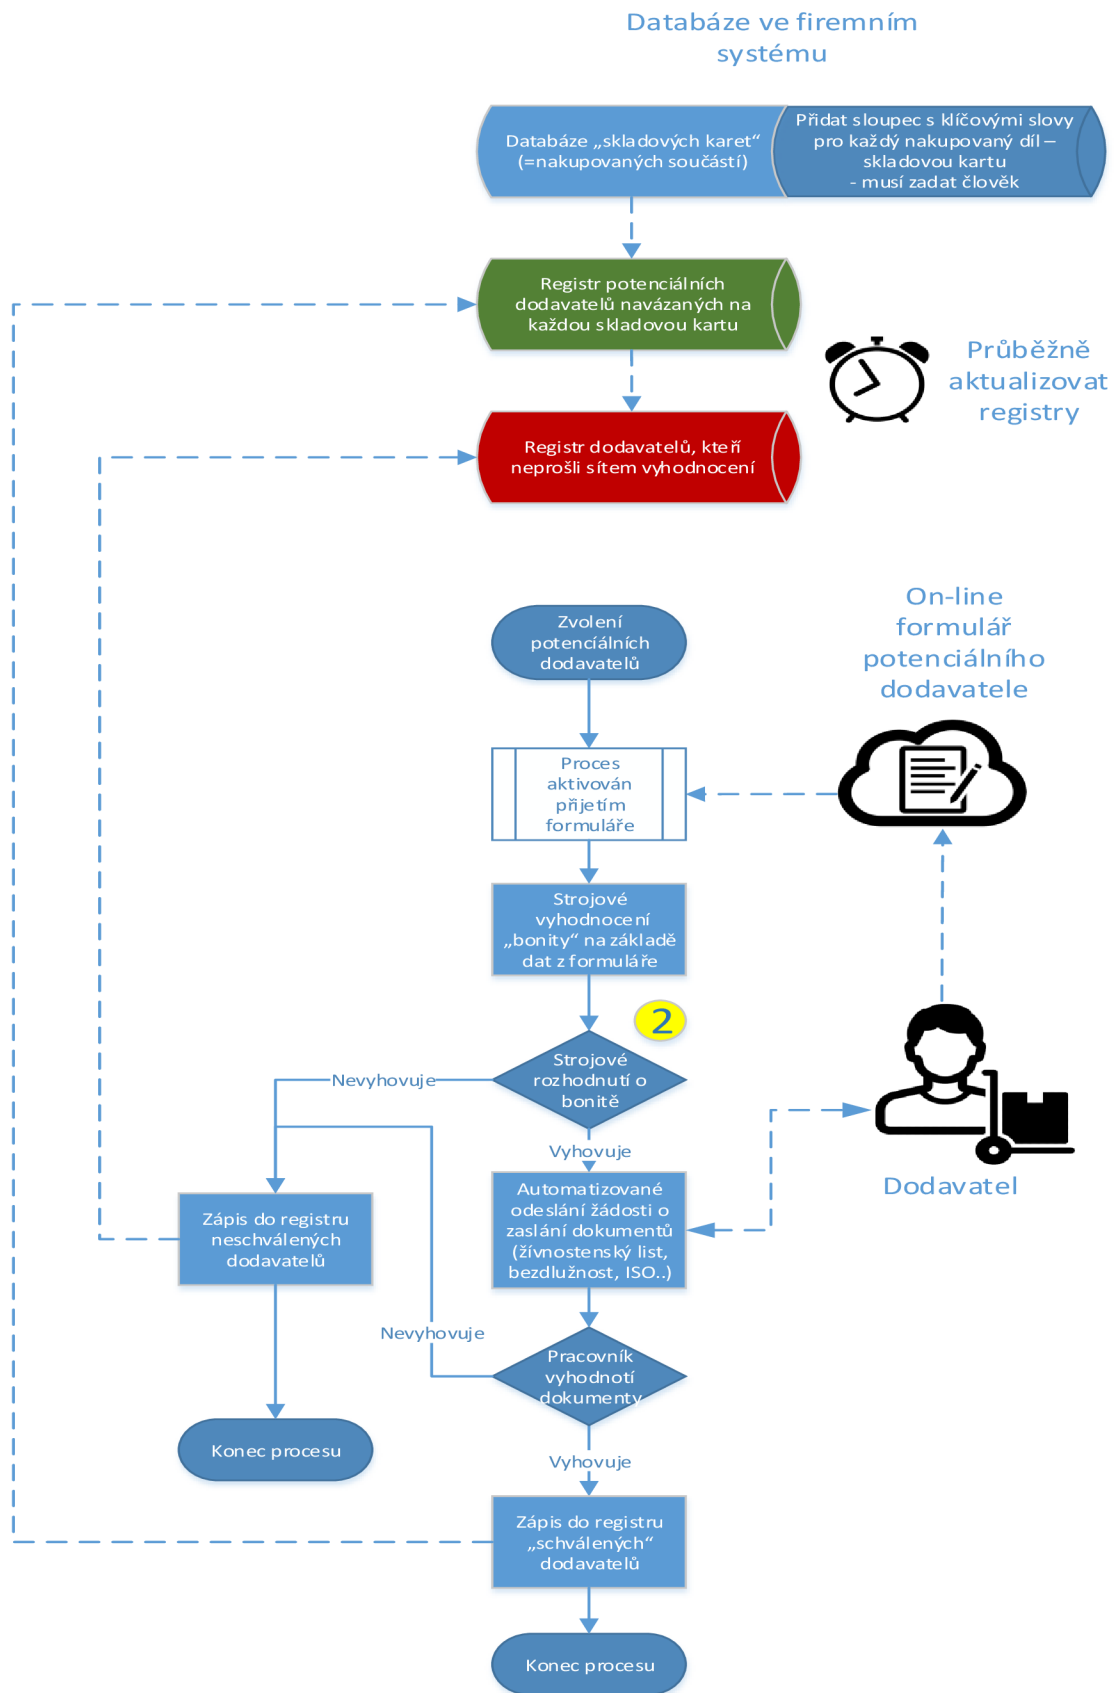 Databáze ve firemním
systému
Databáze „skladových karet“
(=nakupovaných součástí)
Přidat sloupec s klíčovými slovy
pro každý nakupovaný díl –
skladovou kartu
- musí zadat člověk
Registr potenciálních
dodavatelů navázaných na
každou skladovou kartu
Průběžně
aktualizovat
registry
Registr dodavatelů, kteří
neprošli sítem vyhodnocení
On-line
formulář
potenciálního
dodavatele
Zvolení
potencíálních
dodavatelů
Proces
aktivován
přijetím
formuláře
Strojové
vyhodnocení
„bonity“ na základě
dat z formuláře
2
Strojové
rozhodnutí o
bonitě
Nevyhovuje
Vyhovuje
Dodavatel
Automatizované
odeslání žádosti o
zaslání dokumentů
(žívnostenský list,
bezdlužnost, ISO..)
Zápis do registru
neschválených
dodavatelů
Nevyhovuje
Pracovník
vyhodnotí
dokumenty
Konec procesu
Vyhovuje
Zápis do registru
„schválených“
dodavatelů
Konec procesu